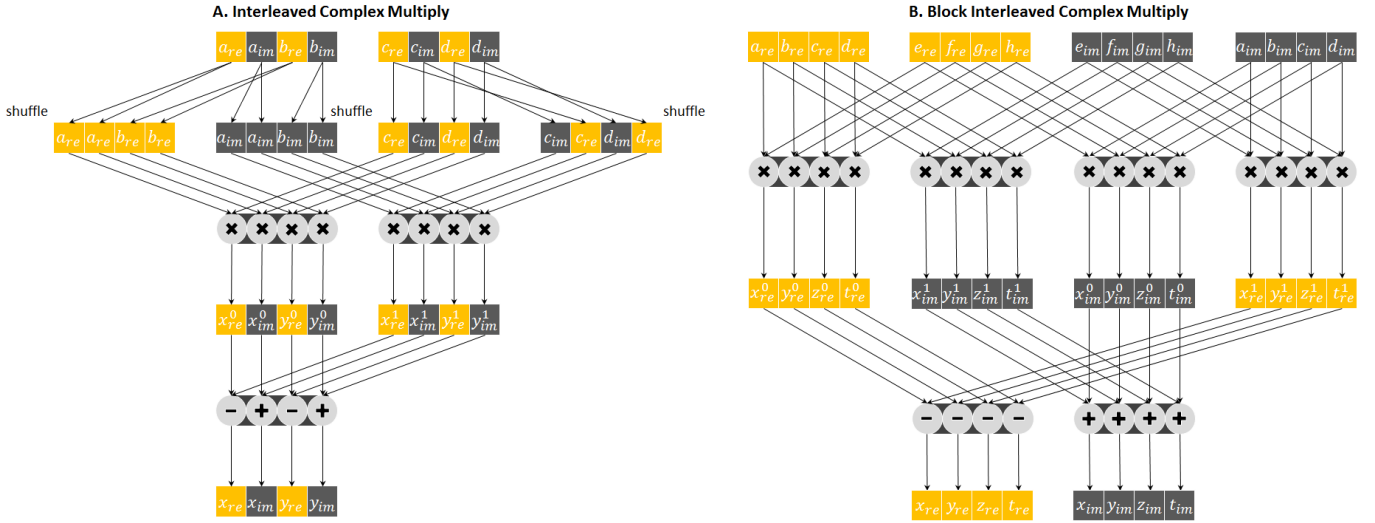 A. Interleaved Complex Multiply
a_re a_im b_re b_im c_re c_im d_re d_im
shuffle shuffle shuffle
a_re a_re b_re b_re a_im a_im b_im b_im c_re c_im d_re d_im c_im c_re d_im d_re
× × × × × × × ×
x_re^0 x_im^0 y_re^0 y_im^0 x_re^1 x_im^1 y_re^1 y_im^1
− + − +
x_re x_im y_re y_im
B. Block Interleaved Complex Multiply
a_re b_re c_re d_re e_re f_re g_re h_re e_im f_im g_im h_im a_im b_im c_im d_im
× × × × × × × × × × × × × × × ×
x_re^0 y_re^0 z_re^0 t_re^0 x_im^1 y_im^1 z_im^1 t_im^1 x_im^0 y_im^0 z_im^0 t_im^0 x_re^1 y_re^1 z_re^1 t_re^1
− − − − + + + +
x_re y_re z_re t_re x_im y_im z_im t_im